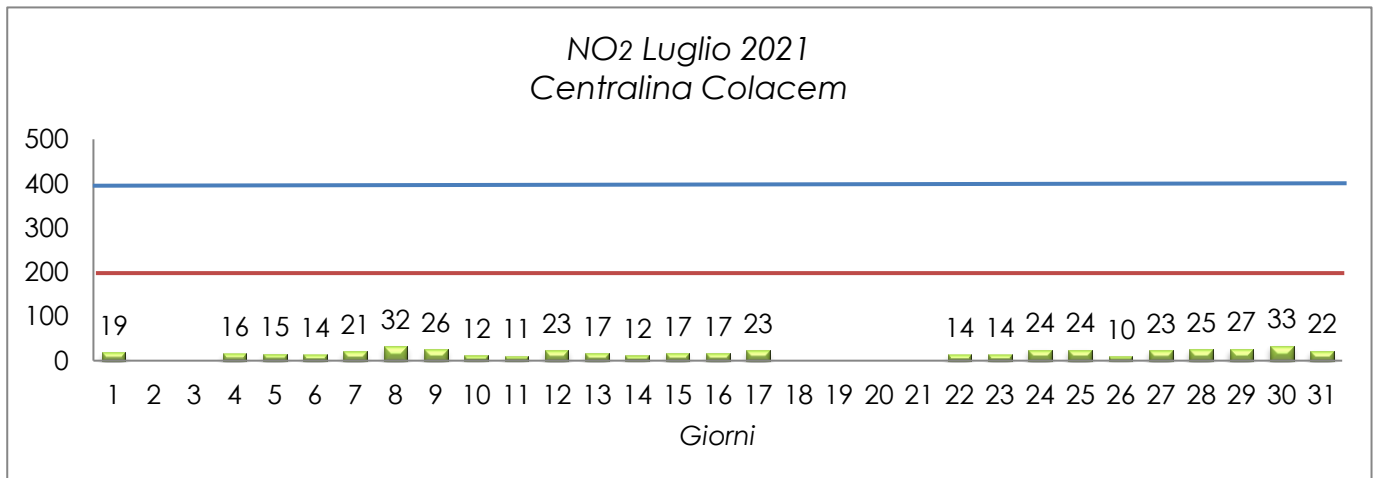 NO2 Luglio 2021
Centralina Colacem
500
400
300
200
100
0
19 16 15 14 21 32 26 12 11 23 17 12 17 17 23 14 14 24 24 10 23 25 27 33 22
1 2 3 4 5 6 7 8 9 10 11 12 13 14 15 16 17 18 19 20 21 22 23 24 25 26 27 28 29 30 31
Giorni